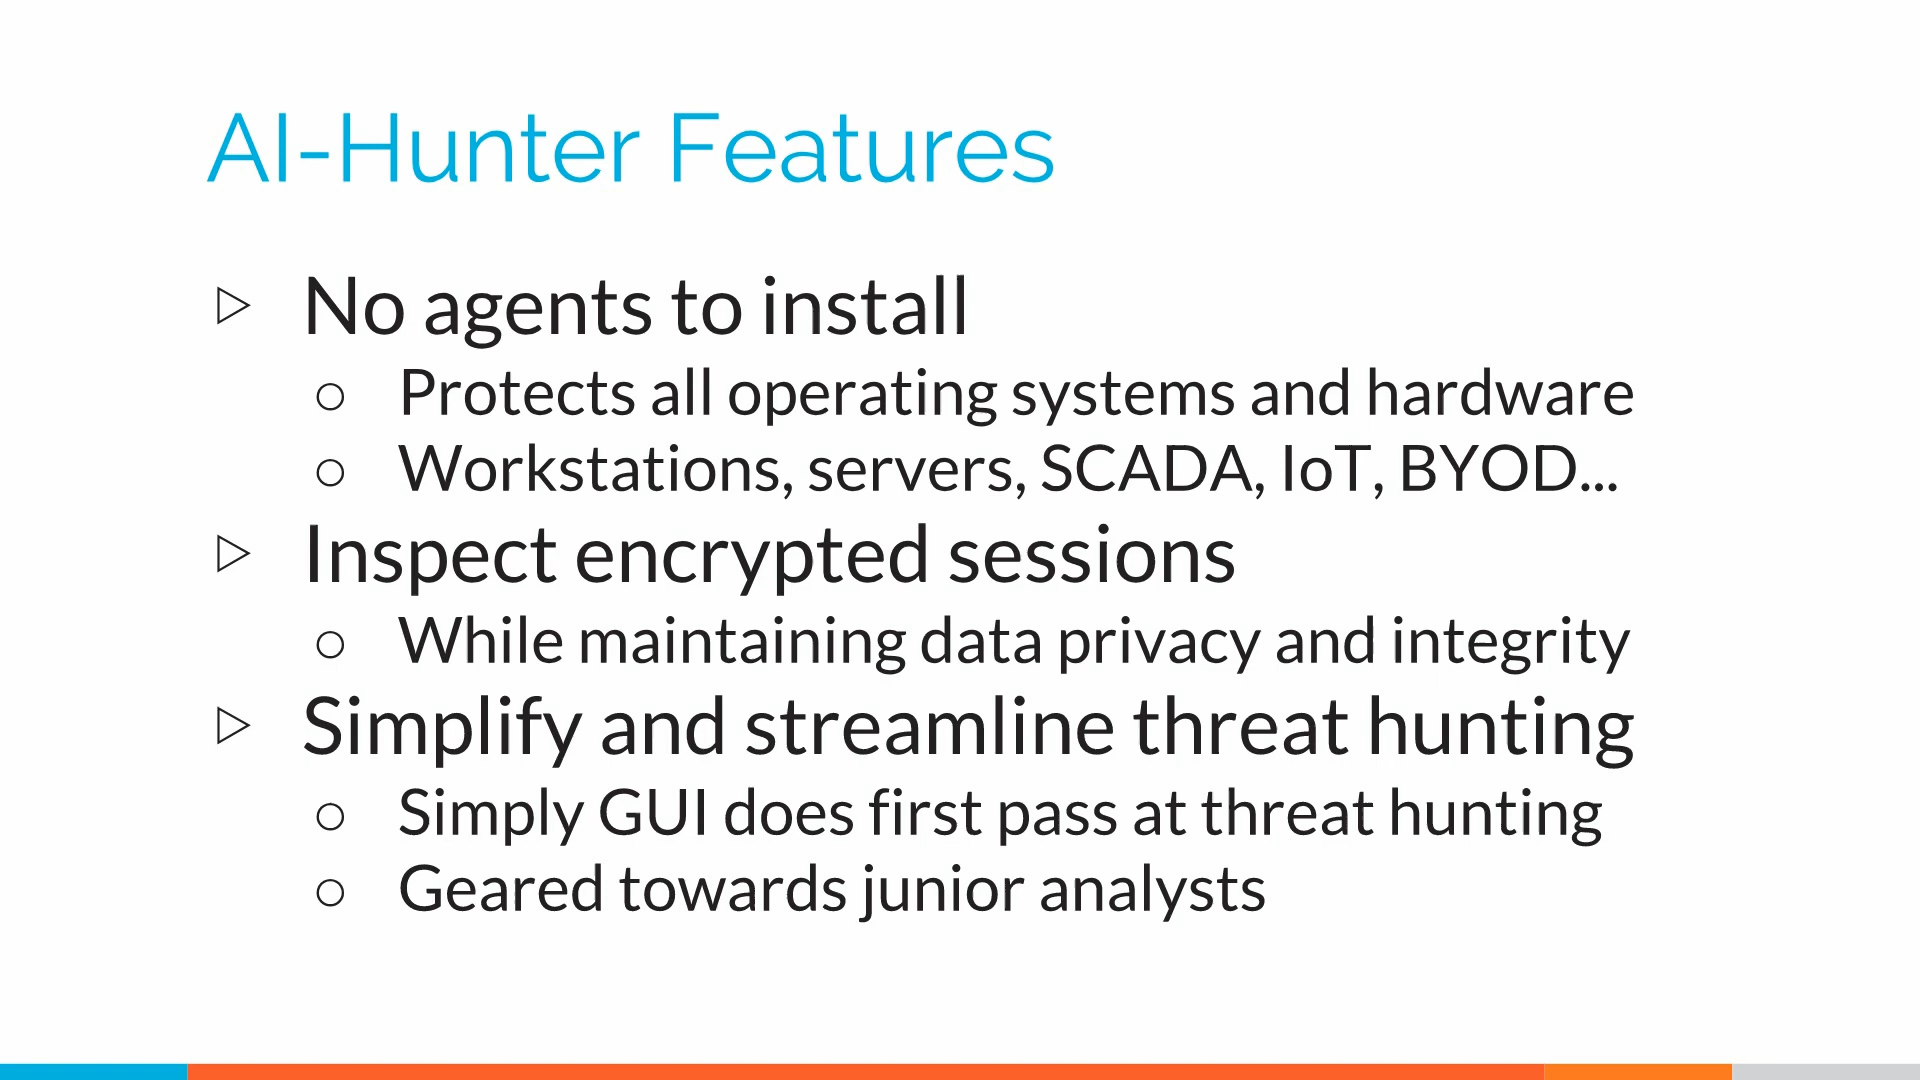 AI-Hunter Features
▷ No agents to install
○ Protects all operating systems and hardware
○ Workstations, servers, SCADA, IoT, BYOD...
▷ Inspect encrypted sessions
○ While maintaining data privacy and integrity
▷ Simplify and streamline threat hunting
○ Simply GUI does first pass at threat hunting
○ Geared towards junior analysts